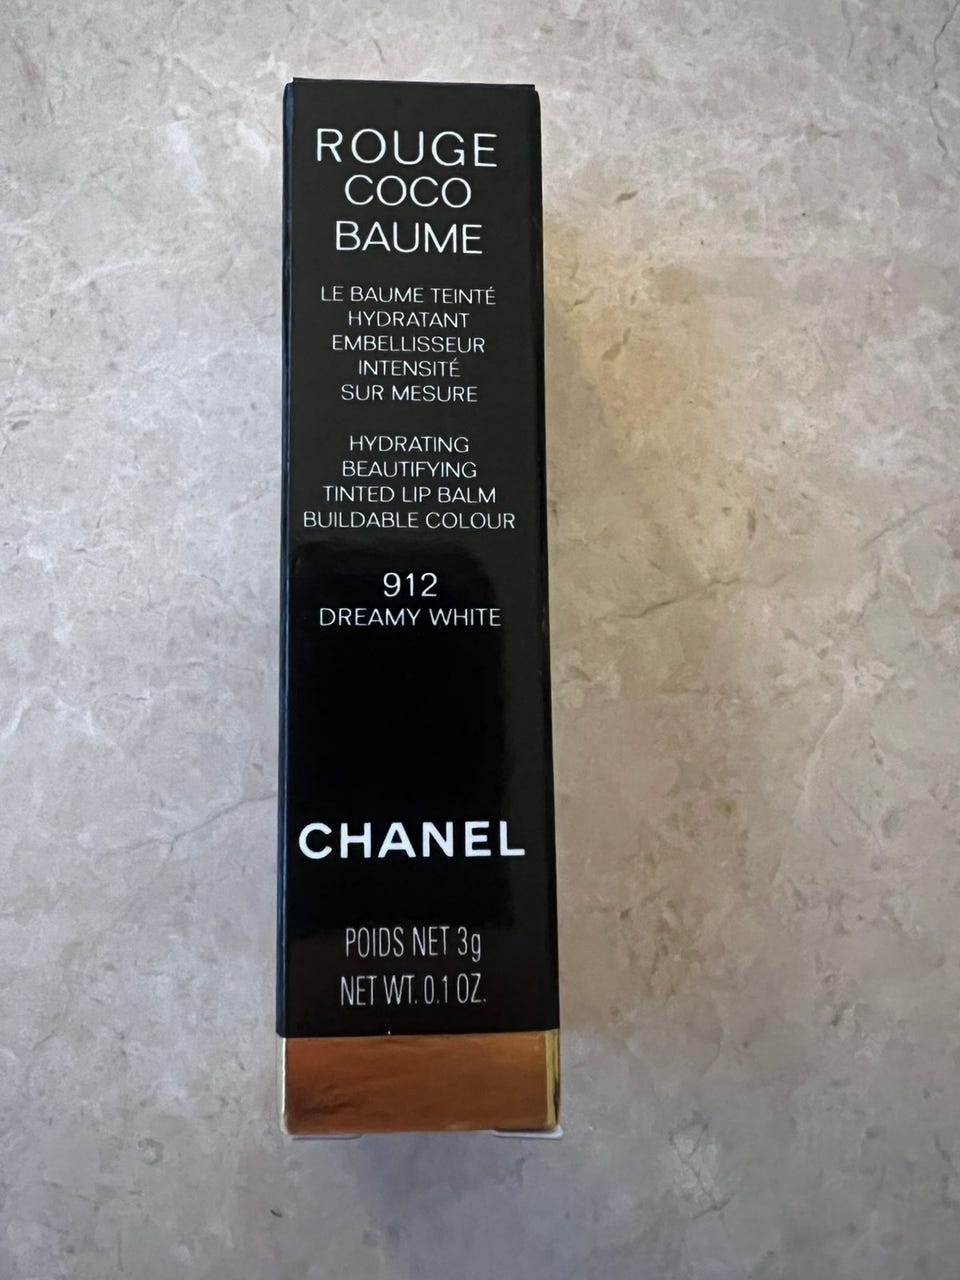 ROUGE
COCO
BAUME
LE BAUME TEINTÉ
HYDRATANT
EMBELLISSEUR
INTENSITÉ
SUR MESURE
HYDRATING
BEAUTIFYING
TINTED LIP BALM
BUILDABLE COLOUR
912
DREAMY WHITE
CHANEL
POIDS NET 3g
NET WT. 0.1 OZ.